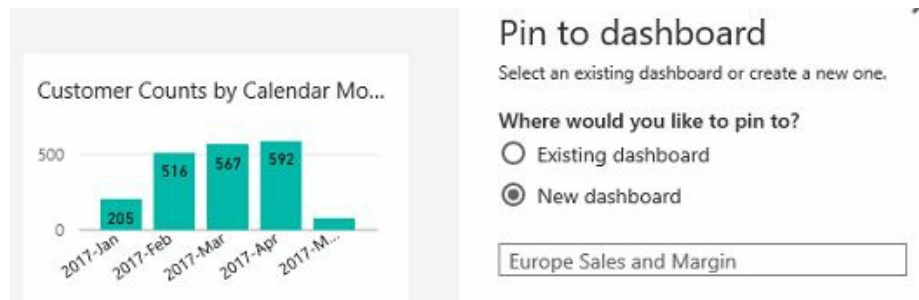 Customer Counts by Calendar Mo...
500
592
567
516
205
0
2017-Jan
2017-Feb
2017-Mar
2017-Apr
2017-M...
Pin to dashboard
Select an existing dashboard or create a new one.
Where would you like to pin to?
Existing dashboard
New dashboard
Europe Sales and Margin